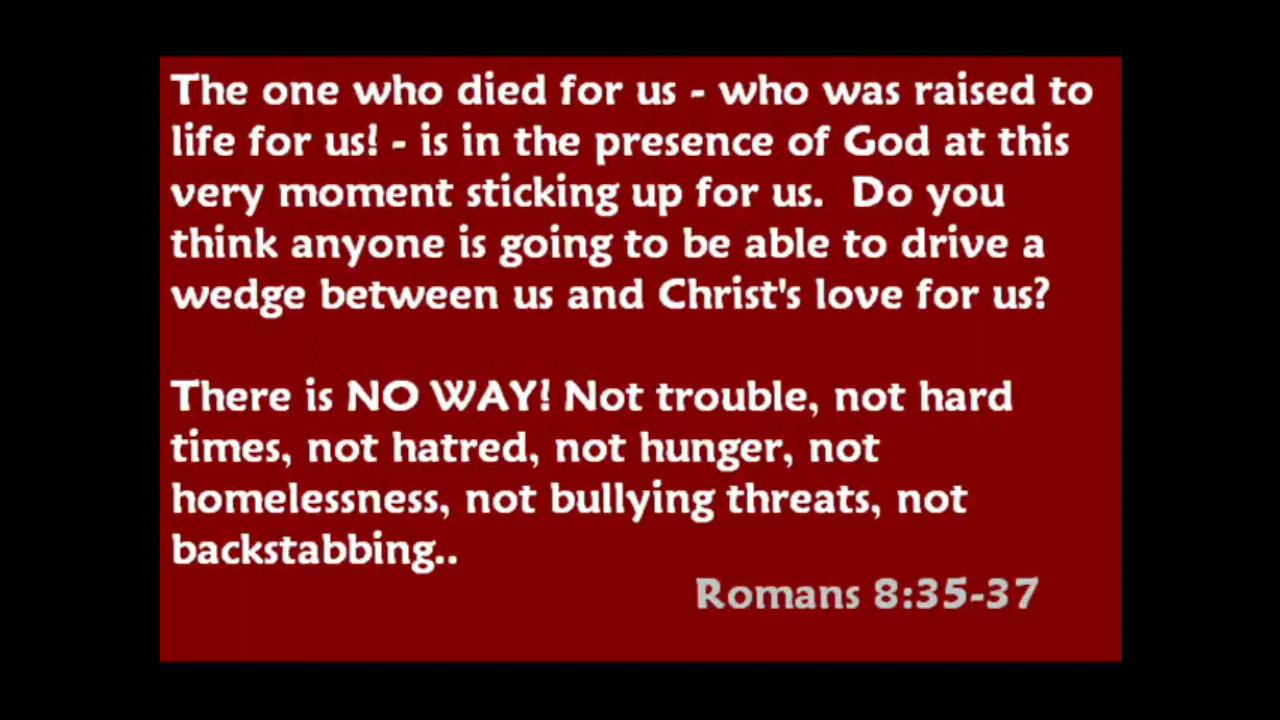 The one who died for us - who was raised to
life for us! - is in the presence of God at this
very moment sticking up for us.  Do you
think anyone is going to be able to drive a
wedge between us and Christ's love for us?
There is NO WAY! Not trouble, not hard
times, not hatred, not hunger, not
homelessness, not bullying threats, not
backstabbing..
Romans 8:35-37